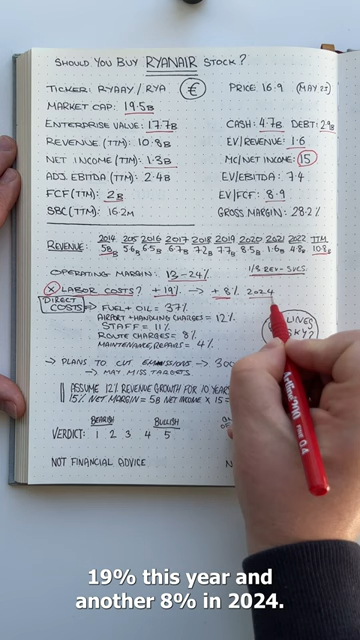 SHOULD YOU BUY RYANAIR STOCK?
TICKER: RYAAY / RYA € PRICE 16.9 (MAY 23)
MARKET CAP: 19.5B
ENTERPRISE VALUE: 17.7B CASH: 4.7B DEBT: 2.9B
REVENUE (TTM): 10.8B EV/REVENUE: 1.6
NET INCOME (TTM): 1.3B MC/NET INCOME: 15
ADJ. EBITDA (TTM): 2.4B EV/EBITDA: 7.4
FCF (TTM): 2B EV/FCF: 8.9
SBC (TTM): 16.2M GROSS MARGIN: 28.2%
REVENUE: 2014 2015 2016 2017 2018 2019 2020 2021 2022 TTM
5B 5.6B 6.5B 6.7B 7.2B 7.7B 8.5B 1.6B 4.8B 10.8B
OPERATING MARGIN: 13-24% 1/3 REV = SVCS
X LABOR COSTS? +19% → +8% 2024
DIRECT COSTS → FUEL + OIL = 37%
AIRPORT + HANDLING CHARGES = 12%
STAFF = 11%
ROUTE CHARGES = 8%
MAINTENANCE, REPAIRS = 4%
LINES
→ PLANS TO CUT EMISSIONS → 300
→ MAY MISS TARGETS
ASSUME 12% REVENUE GROWTH FOR 10 YEARS
15% NET MARGIN = 5B NET INCOME × 15 =
BEARISH BULLISH
VERDICT: 1 2 3 4 5
NOT FINANCIAL ADVICE
Artline 200
FINE 0.4
19% this year and
another 8% in 2024.